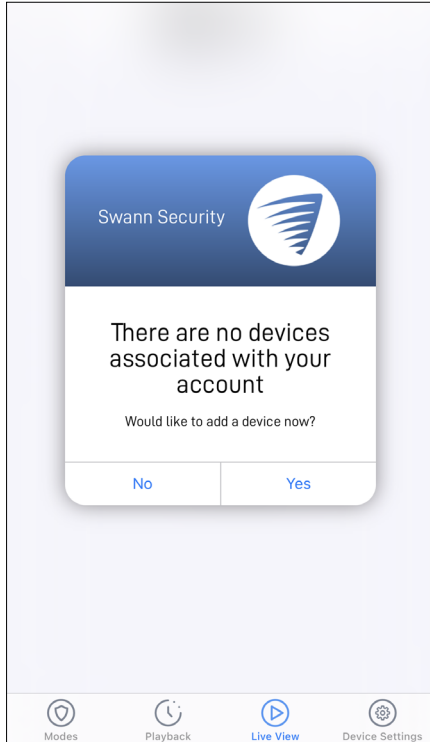 Swann Security
There are no devices
associated with your
account
Would like to add a device now?
No
Yes
Modes
Playback
Live View
Device Settings